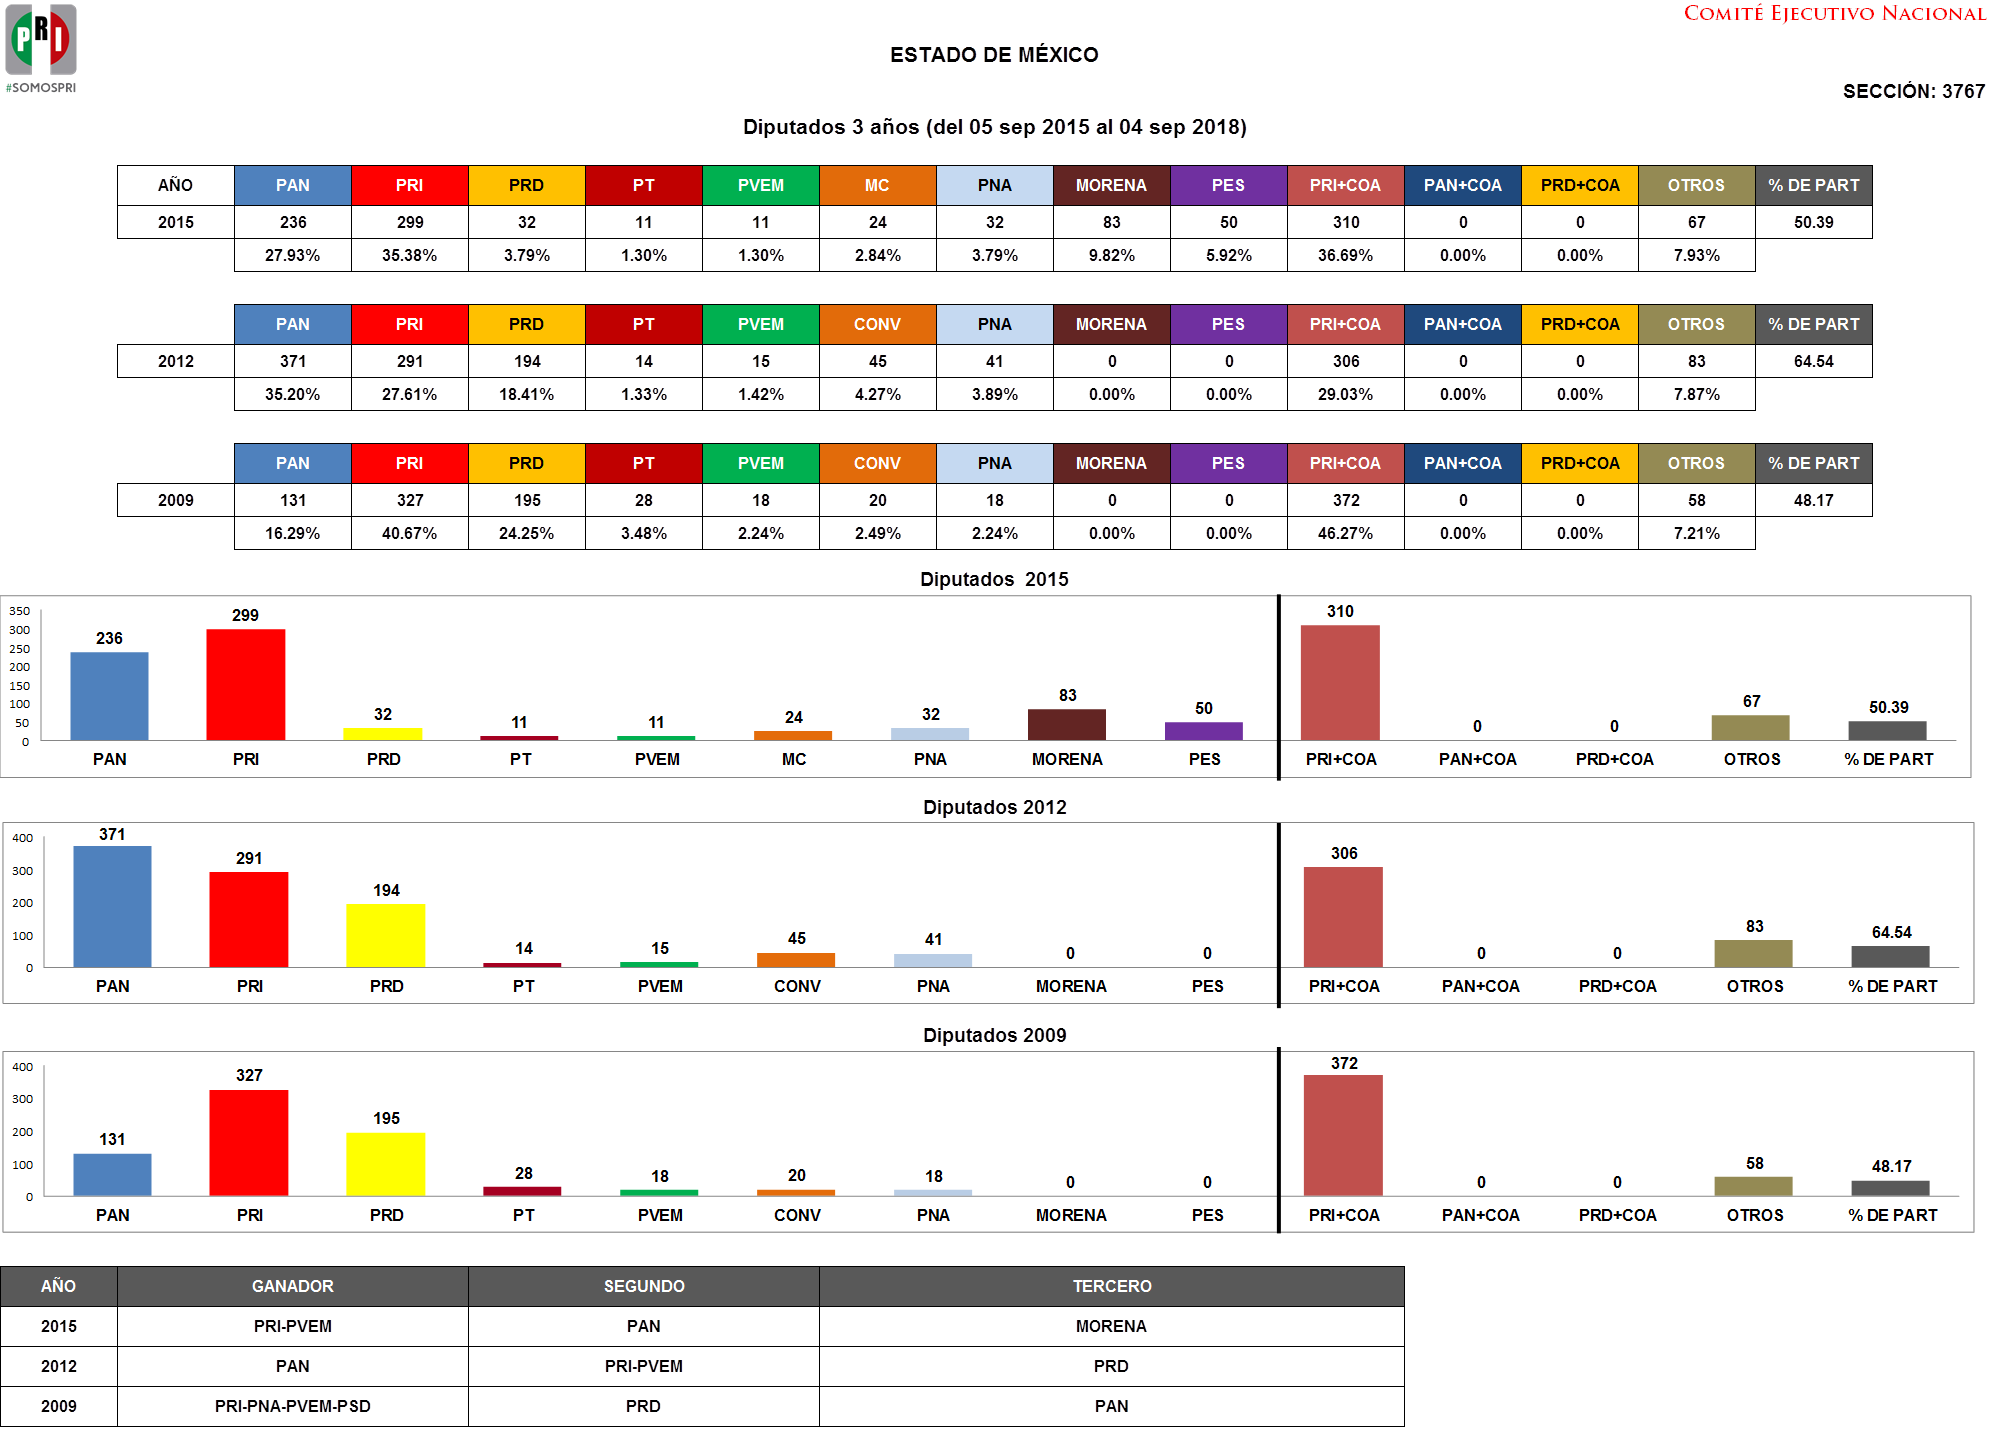 PRI
#SOMOSPRI
COMITÉ EJECUTIVO NACIONAL
ESTADO DE MÉXICO
SECCIÓN: 3767
Diputados 3 años (del 05 sep 2015 al 04 sep 2018)
AÑO PAN PRI PRD PT PVEM MC PNA MORENA PES PRI+COA PAN+COA PRD+COA OTROS % DE PART
2015 236 299 32 11 11 24 32 83 50 310 0 0 67 50.39
27.93% 35.38% 3.79% 1.30% 1.30% 2.84% 3.79% 9.82% 5.92% 36.69% 0.00% 0.00% 7.93%
PAN PRI PRD PT PVEM CONV PNA MORENA PES PRI+COA PAN+COA PRD+COA OTROS % DE PART
2012 371 291 194 14 15 45 41 0 0 306 0 0 83 64.54
35.20% 27.61% 18.41% 1.33% 1.42% 4.27% 3.89% 0.00% 0.00% 29.03% 0.00% 0.00% 7.87%
PAN PRI PRD PT PVEM CONV PNA MORENA PES PRI+COA PAN+COA PRD+COA OTROS % DE PART
2009 131 327 195 28 18 20 18 0 0 372 0 0 58 48.17
16.29% 40.67% 24.25% 3.48% 2.24% 2.49% 2.24% 0.00% 0.00% 46.27% 0.00% 0.00% 7.21%
Diputados 2015
350
300
250
200
150
100
50
0
236 299 32 11 11 24 32 83 50 310 0 0 67 50.39
PAN PRI PRD PT PVEM MC PNA MORENA PES PRI+COA PAN+COA PRD+COA OTROS % DE PART
Diputados 2012
400
300
200
100
0
371 291 194 14 15 45 41 0 0 306 0 0 83 64.54
PAN PRI PRD PT PVEM CONV PNA MORENA PES PRI+COA PAN+COA PRD+COA OTROS % DE PART
Diputados 2009
400
300
200
100
0
131 327 195 28 18 20 18 0 0 372 0 0 58 48.17
PAN PRI PRD PT PVEM CONV PNA MORENA PES PRI+COA PAN+COA PRD+COA OTROS % DE PART
AÑO GANADOR SEGUNDO TERCERO
2015 PRI-PVEM PAN MORENA
2012 PAN PRI-PVEM PRD
2009 PRI-PNA-PVEM-PSD PRD PAN